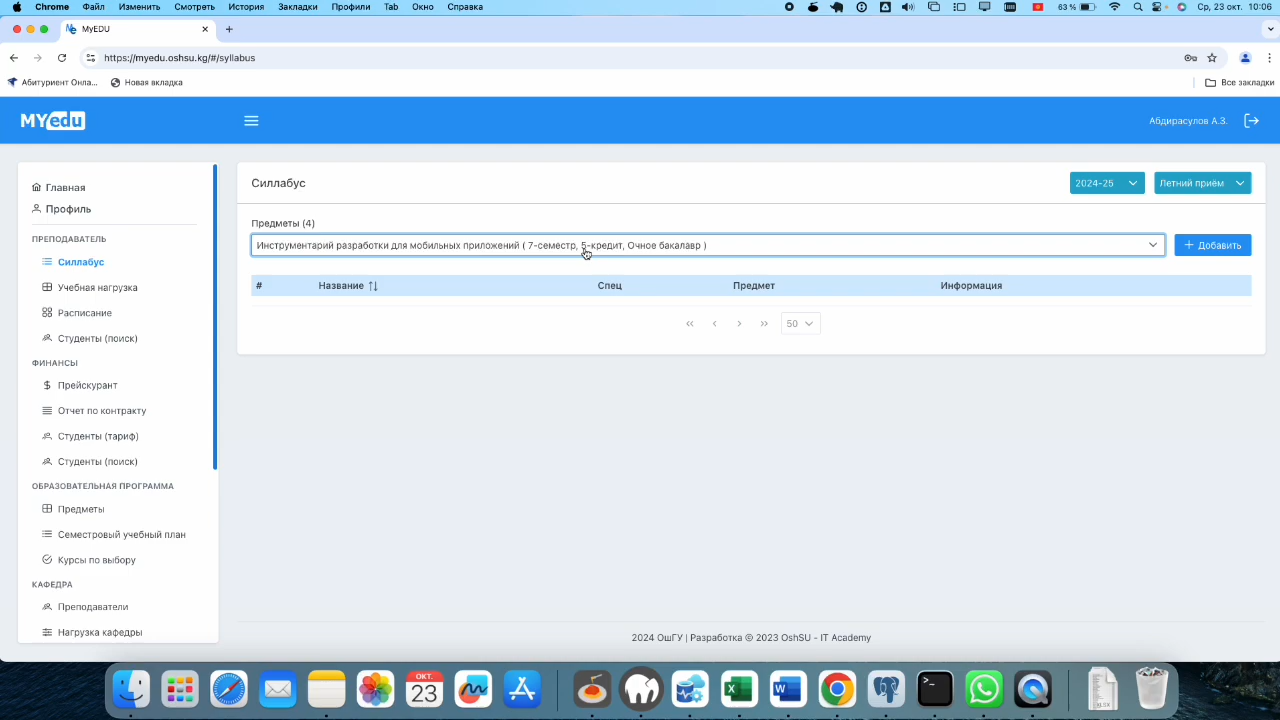 Chrome Файл Изменить Смотреть История Закладки Профили Tab Окно Справка 63 % Ср, 23 окт. 10:06
MyEDU
https://myedu.oshsu.kg/#/syllabus
Абитуриент Онла... Новая вкладка Все закладки
MYedu Абдирасулов А.З.
Главная
Профиль
ПРЕПОДАВАТЕЛЬ
Силлабус
Учебная нагрузка
Расписание
Студенты (поиск)
ФИНАНСЫ
Прейскурант
Отчет по контракту
Студенты (тариф)
Студенты (поиск)
ОБРАЗОВАТЕЛЬНАЯ ПРОГРАММА
Предметы
Семестровый учебный план
Курсы по выбору
КАФЕДРА
Преподаватели
Нагрузка кафедры
Силлабус 2024-25 Летний приём
Предметы (4)
Инструментарий разработки для мобильных приложений ( 7-семестр, 5-кредит, Очное бакалавр ) + Добавить
# Название Спец Предмет Информация
« ‹ › » 50
2024 ОшГУ | Разработка © 2023 OshSU - IT Academy
ОКТ.
23